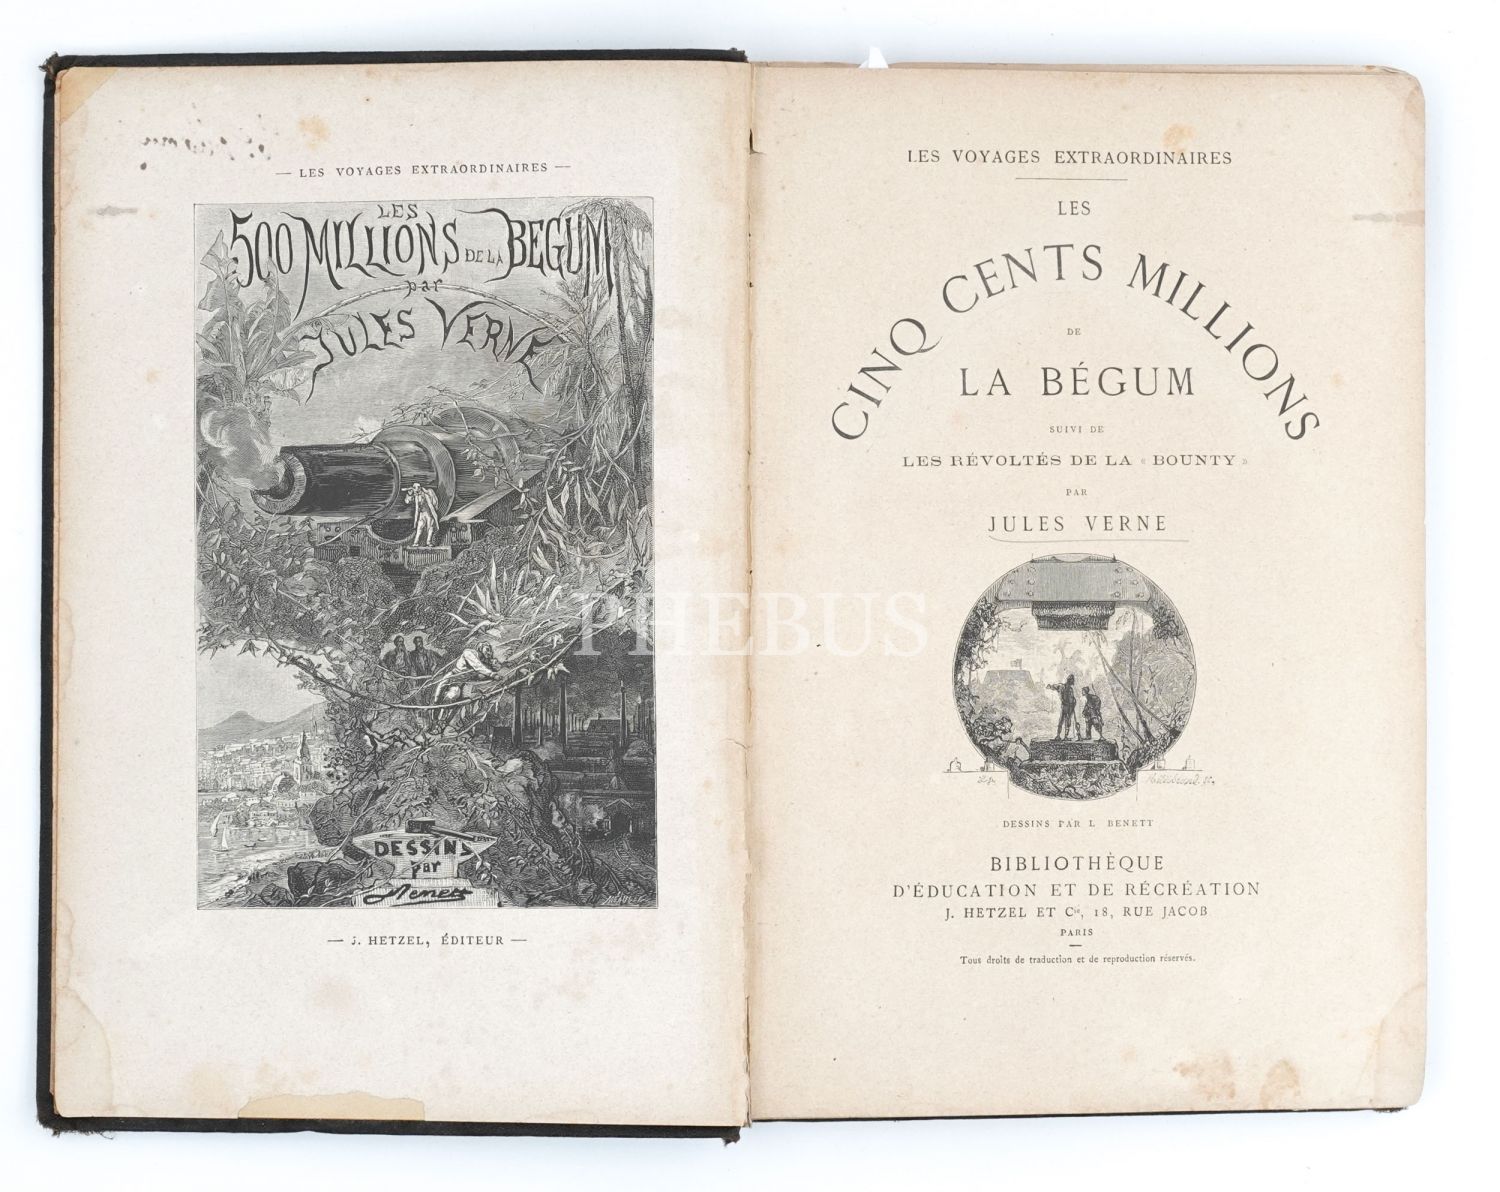 — LES VOYAGES EXTRAORDINAIRES —
LES
500 MILLIONS DE LA BEGUM
par
JULES VERNE
DESSINS
par
— J. HETZEL, ÉDITEUR —
LES VOYAGES EXTRAORDINAIRES
LES
CINQ CENTS MILLIONS
DE
LA BÉGUM
SUIVI DE
LES RÉVOLTÉS DE LA « BOUNTY »
PAR
JULES VERNE
DESSINS PAR L BENETT
BIBLIOTHÈQUE
D'ÉDUCATION ET DE RÉCRÉATION
J. HETZEL ET Cie, 18, RUE JACOB
PARIS
Tous droits de traduction et de reproduction réservés.
PHEBUS